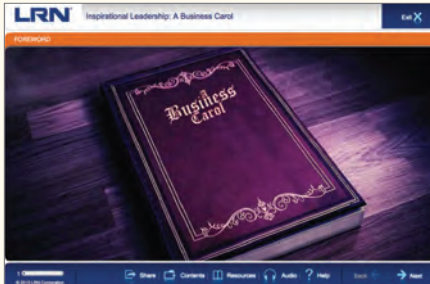 LRN Inspirational Leadership: A Business Carol Exit X
FOREWORD
A
Business
Carol
1
Share Contents Resources Audio ? Help Back Next
© 2013 LRN Corporation